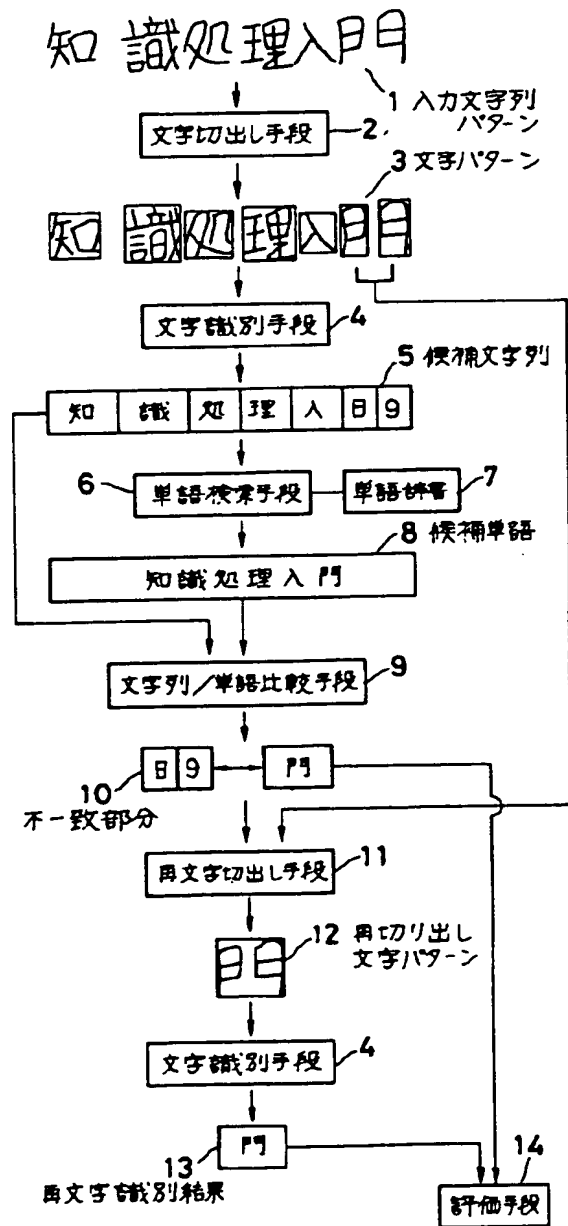 知識処理入門
1 入力文字列
パターン
文字切出し手段 2
3 文字パターン
知 識 処 理 入
文字識別手段 4
5 候補文字列
知 識 処 理 入 日 9
6 単語検索手段 単語辞書 7
8 候補単語
知識処理入門
文字列/単語比較手段 9
日 9 門
10
不一致部分
再文字切出し手段 11
12 再切り出し
文字パターン
門
文字識別手段 4
門
13
再文字識別結果
14
評価手段